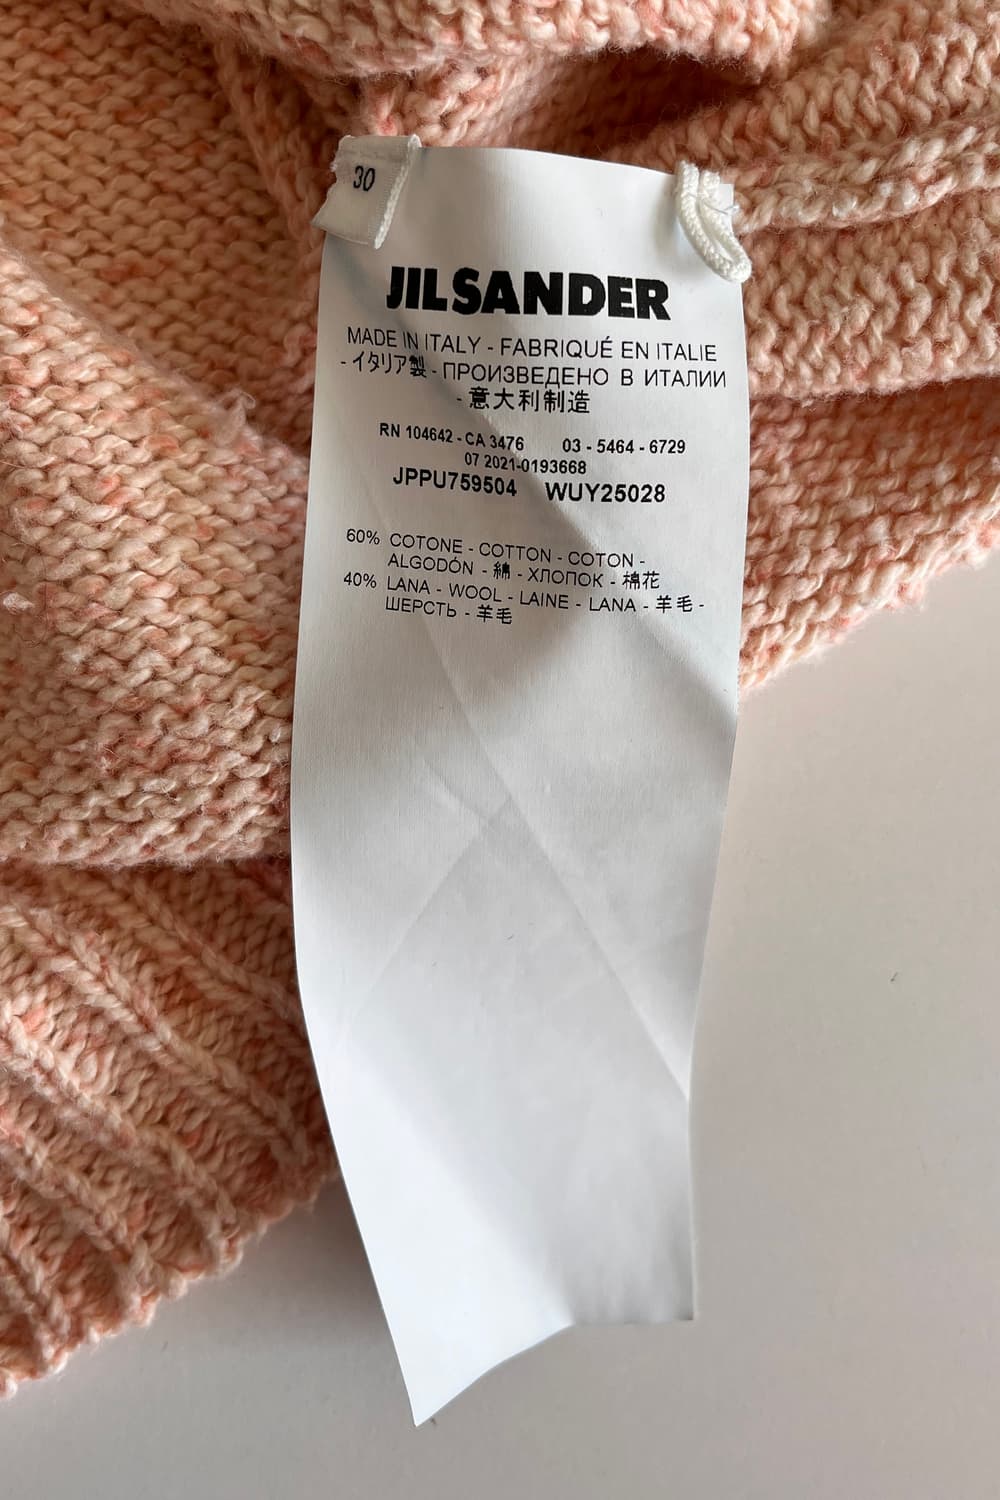 30
JIL SANDER
MADE IN ITALY - FABRIQUÉ EN ITALIE
- イタリア製 - ПРОИЗВЕДЕНО В ИТАЛИИ
- 意大利制造
RN 104642 - CA 3476 03 - 5464 - 6729
07 2021-0193668
JPPU759504 WUY25028
60% COTONE - COTTON - COTON -
ALGODÓN - 綿 - ХЛОПОК - 棉花
40% LANA - WOOL - LAINE - LANA - 羊毛 -
ШЕРСТЬ - 羊毛